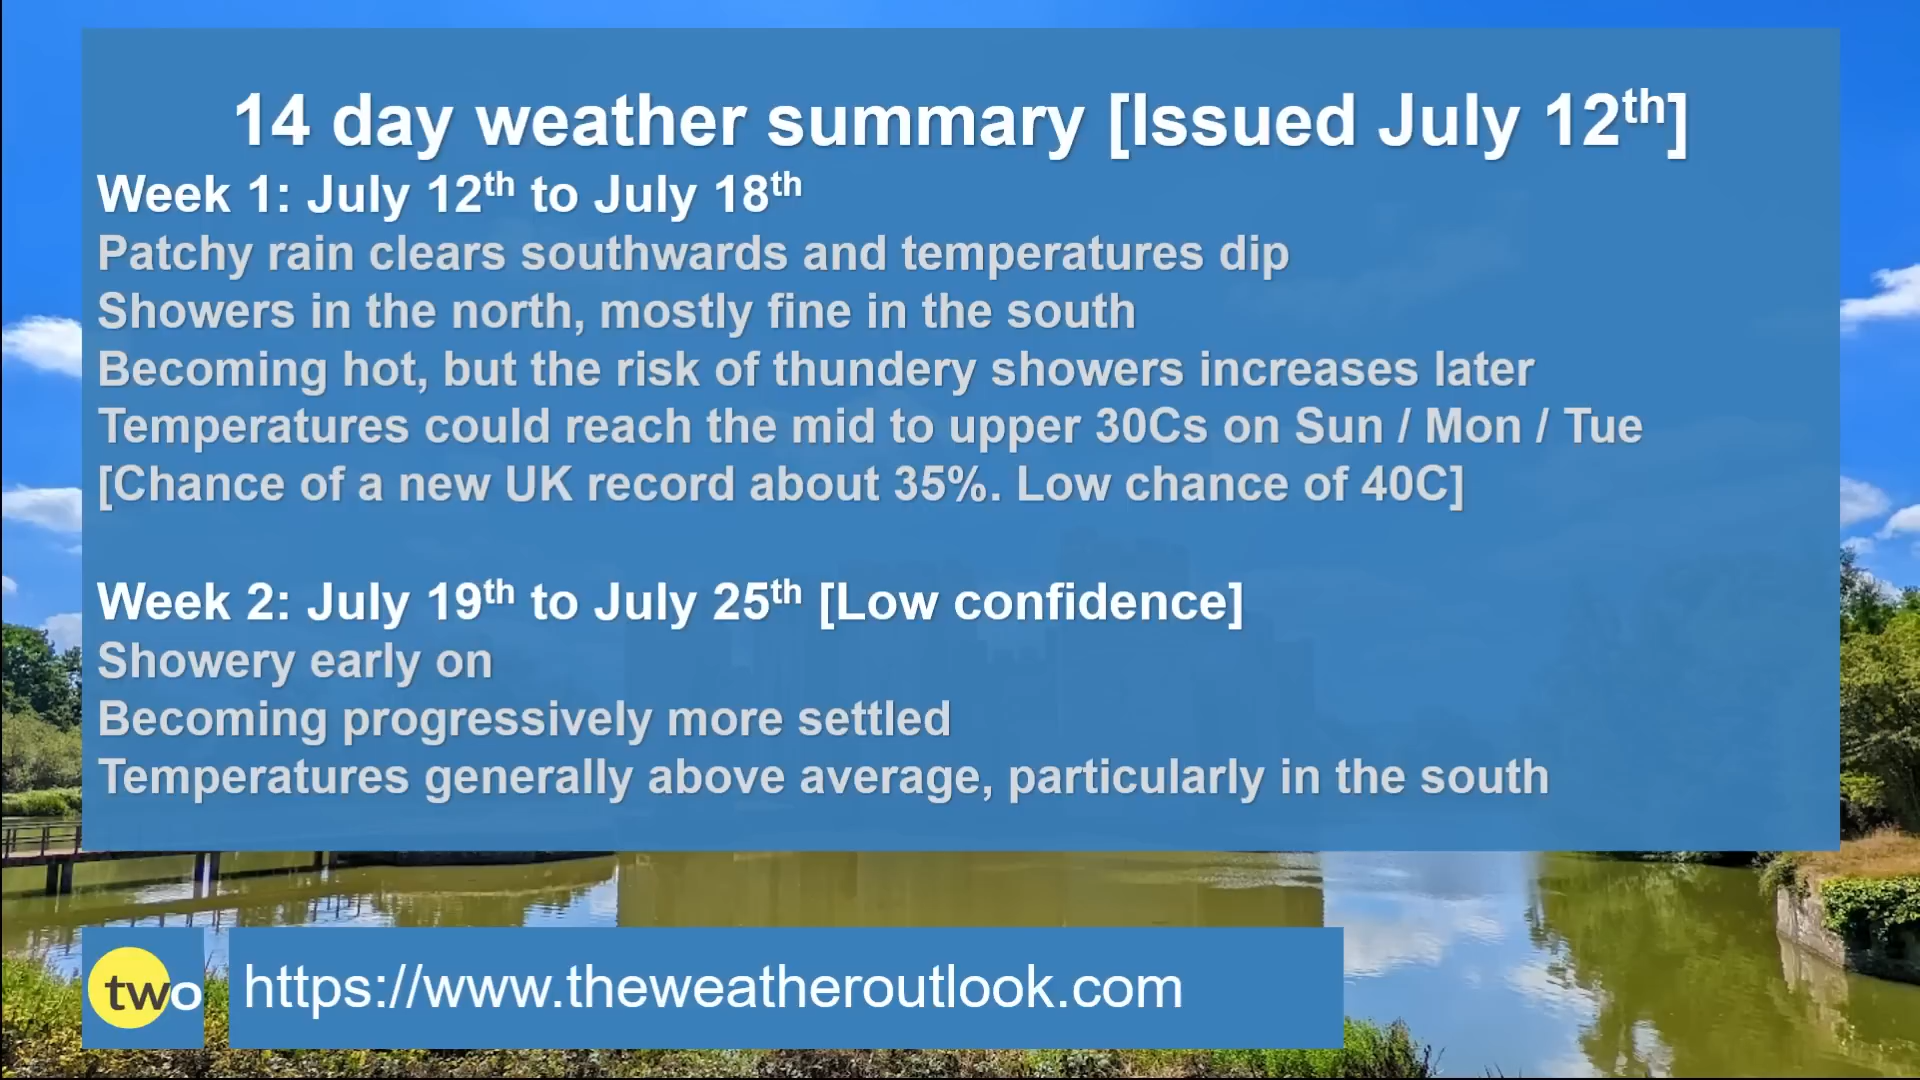 14 day weather summary [Issued July 12th]
Week 1: July 12th to July 18th
Patchy rain clears southwards and temperatures dip
Showers in the north, mostly fine in the south
Becoming hot, but the risk of thundery showers increases later
Temperatures could reach the mid to upper 30Cs on Sun / Mon / Tue
[Chance of a new UK record about 35%. Low chance of 40C]
Week 2: July 19th to July 25th [Low confidence]
Showery early on
Becoming progressively more settled
Temperatures generally above average, particularly in the south
two
https://www.theweatheroutlook.com